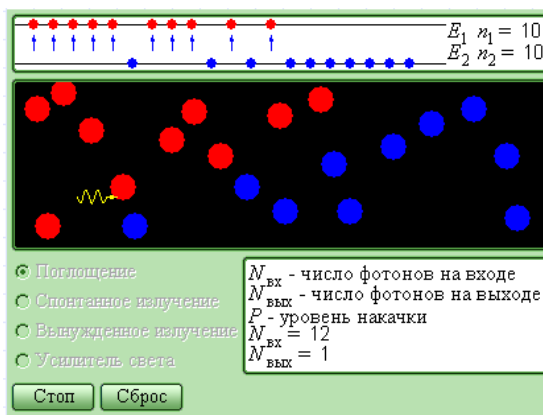 E₁ n₁ = 10
E₂ n₂ = 10
Поглощение
Спонтанное излучение
Вынужденное излучение
Усилитель света
Nвх - число фотонов на входе
Nвых - число фотонов на выходе
P - уровень накачки
Nвх = 12
Nвых = 1
Стоп Сброс